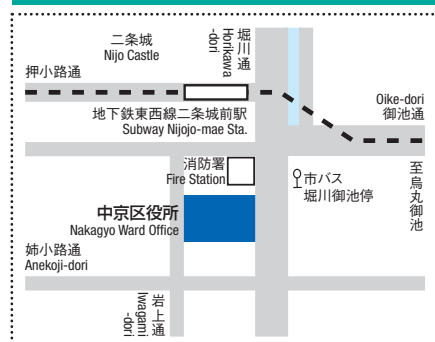 二条城
Nijo Castle
堀川通
Horikawa
-dori
押小路通
地下鉄東西線二条城前駅
Subway Nijojo-mae Sta.
Oike-dori
御池通
消防署
Fire Station
市バス
堀川御池停
至烏丸御池
中京区役所
Nakagyo Ward Office
姉小路通
Anekoji-dori
岩上通
Iwagami
-dori